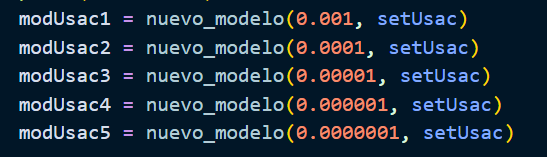 modUsac1 = nuevo_modelo(0.001, setUsac)
modUsac2 = nuevo_modelo(0.0001, setUsac)
modUsac3 = nuevo_modelo(0.00001, setUsac)
modUsac4 = nuevo_modelo(0.000001, setUsac)
modUsac5 = nuevo_modelo(0.0000001, setUsac)